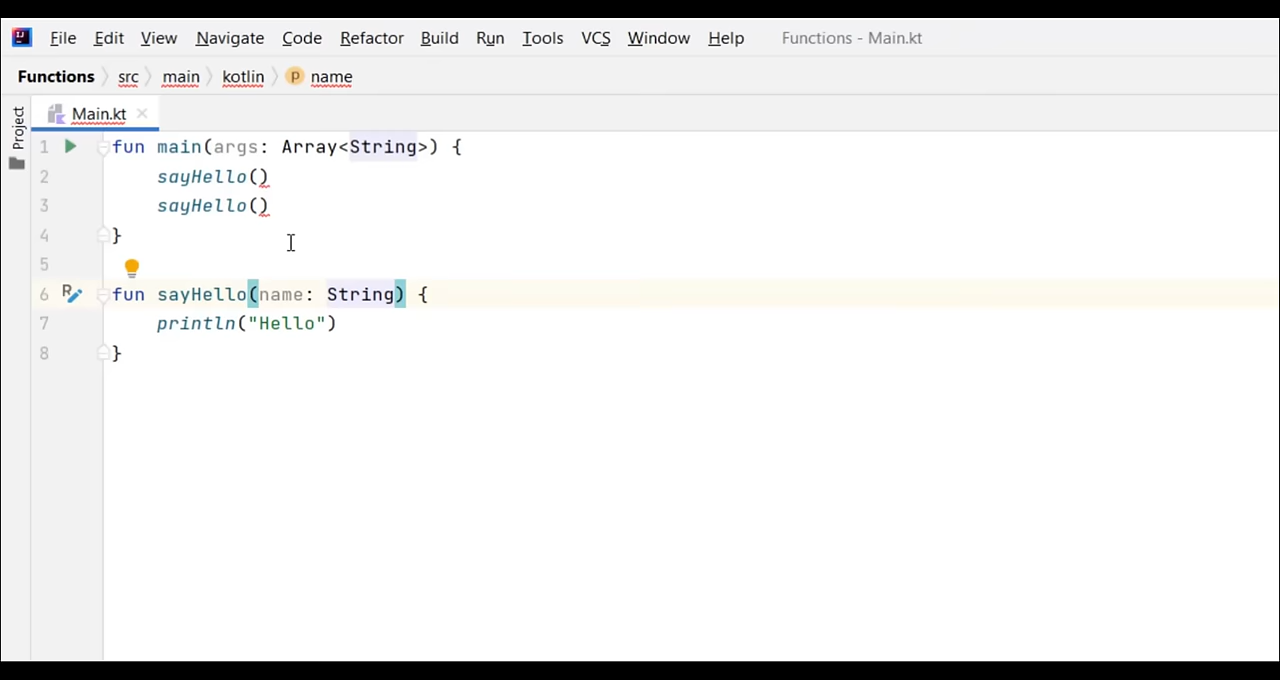 File Edit View Navigate Code Refactor Build Run Tools VCS Window Help Functions - Main.kt
Functions src main kotlin p name
Main.kt
Project
1 fun main(args: Array<String>) {
2 sayHello()
3 sayHello()
4 }
5
6 fun sayHello(name: String) {
7 println("Hello")
8 }